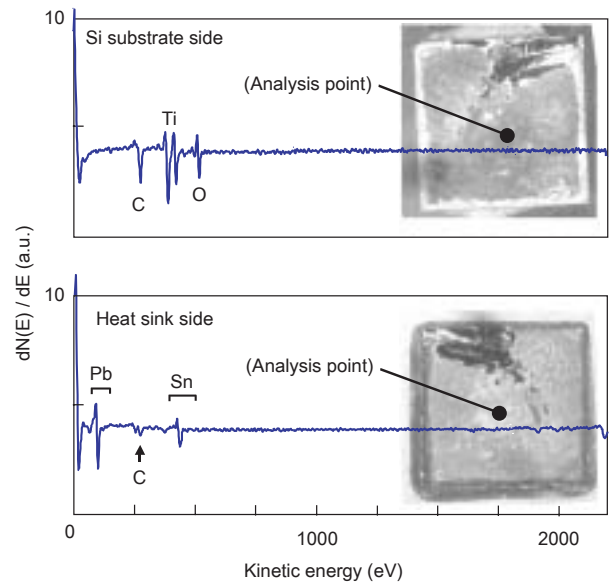 10
Si substrate side
(Analysis point)
Ti
C
O
dN(E) / dE (a.u.)
10
Heat sink side
(Analysis point)
Pb
Sn
C
0
1000
2000
Kinetic energy (eV)